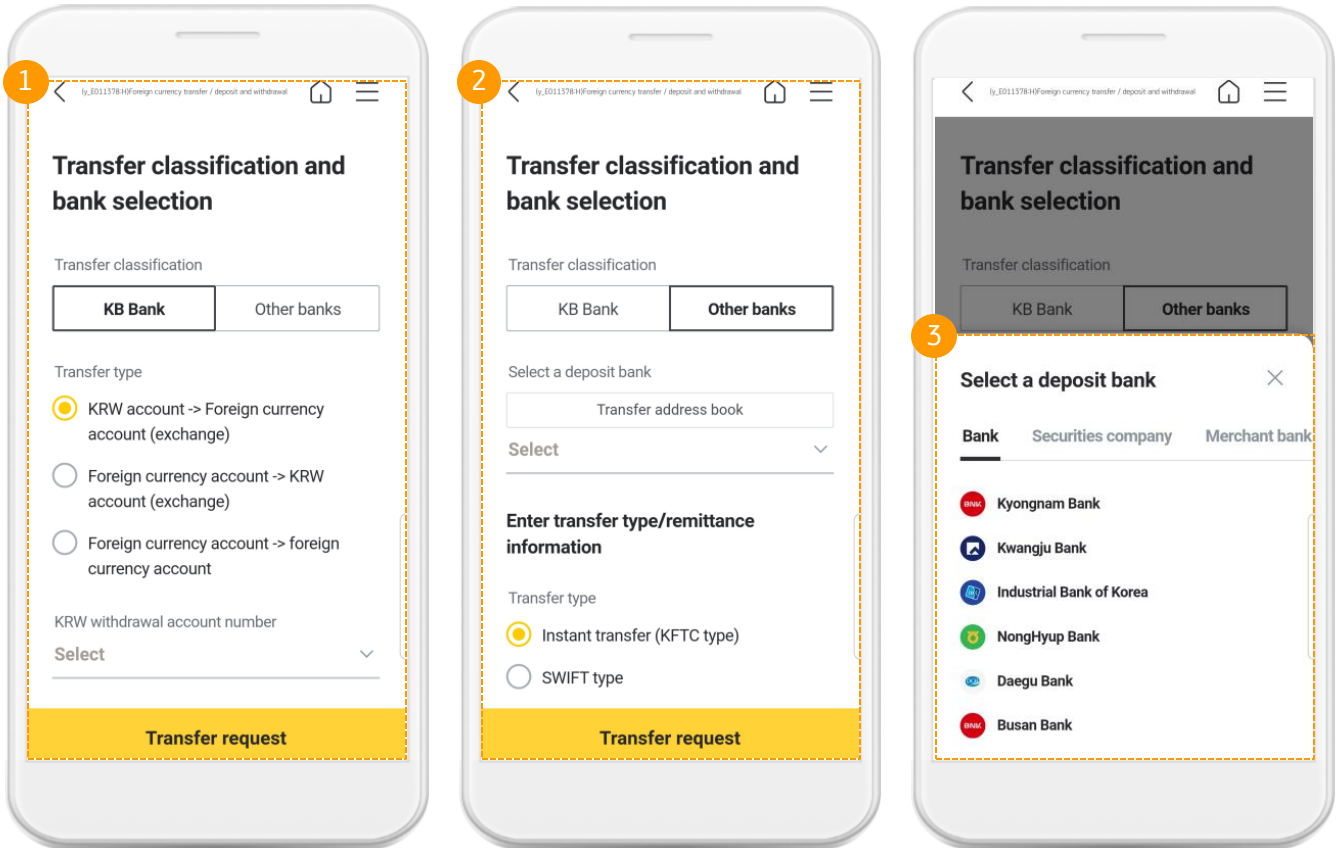 1
(y_E011378:H)Foreign currency transfer / deposit and withdrawal
Transfer classification and
bank selection
Transfer classification
KB Bank
Other banks
Transfer type
KRW account -> Foreign currency
account (exchange)
Foreign currency account -> KRW
account (exchange)
Foreign currency account -> foreign
currency account
KRW withdrawal account number
Select
Transfer request
2
(y_E011378:H)Foreign currency transfer / deposit and withdrawal
Transfer classification and
bank selection
Transfer classification
KB Bank
Other banks
Select a deposit bank
Transfer address book
Select
Enter transfer type/remittance
information
Transfer type
Instant transfer (KFTC type)
SWIFT type
Transfer request
(y_E011378:H)Foreign currency transfer / deposit and withdrawal
Transfer classification and
bank selection
Transfer classification
KB Bank
Other banks
3
Select a deposit bank
Bank
Securities company
Merchant bank
BNK
Kyongnam Bank
Kwangju Bank
Industrial Bank of Korea
NongHyup Bank
Daegu Bank
BNK
Busan Bank